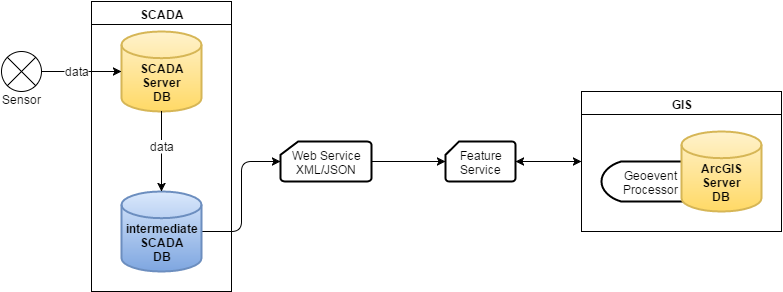 SCADA
SCADA
Server
DB
data
Sensor
data
intermediate
SCADA
DB
Web Service
XML/JSON
Feature
Service
GIS
Geoevent
Processor
ArcGIS
Server
DB